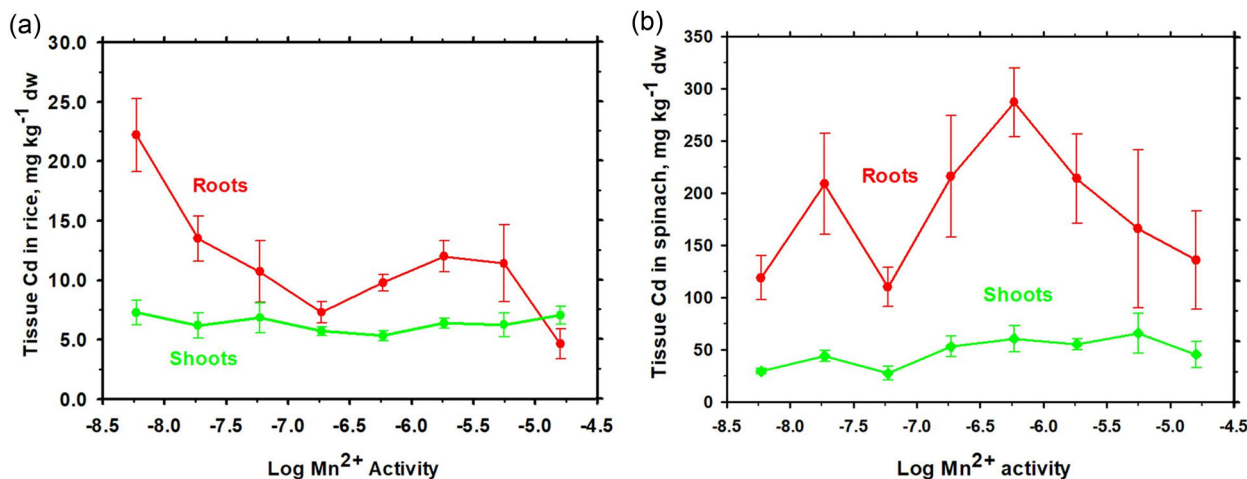 (a)
Tissue Cd in rice, mg kg⁻¹ dw
30.0
25.0
20.0
15.0
10.0
5.0
0.0
Roots
Shoots
-8.5 -8.0 -7.5 -7.0 -6.5 -6.0 -5.5 -5.0 -4.5
Log Mn²⁺ Activity
(b)
Tissue Cd in spinach, mg kg⁻¹ dw
350
300
250
200
150
100
50
0
Roots
Shoots
-8.5 -8.0 -7.5 -7.0 -6.5 -6.0 -5.5 -5.0 -4.5
Log Mn²⁺ activity